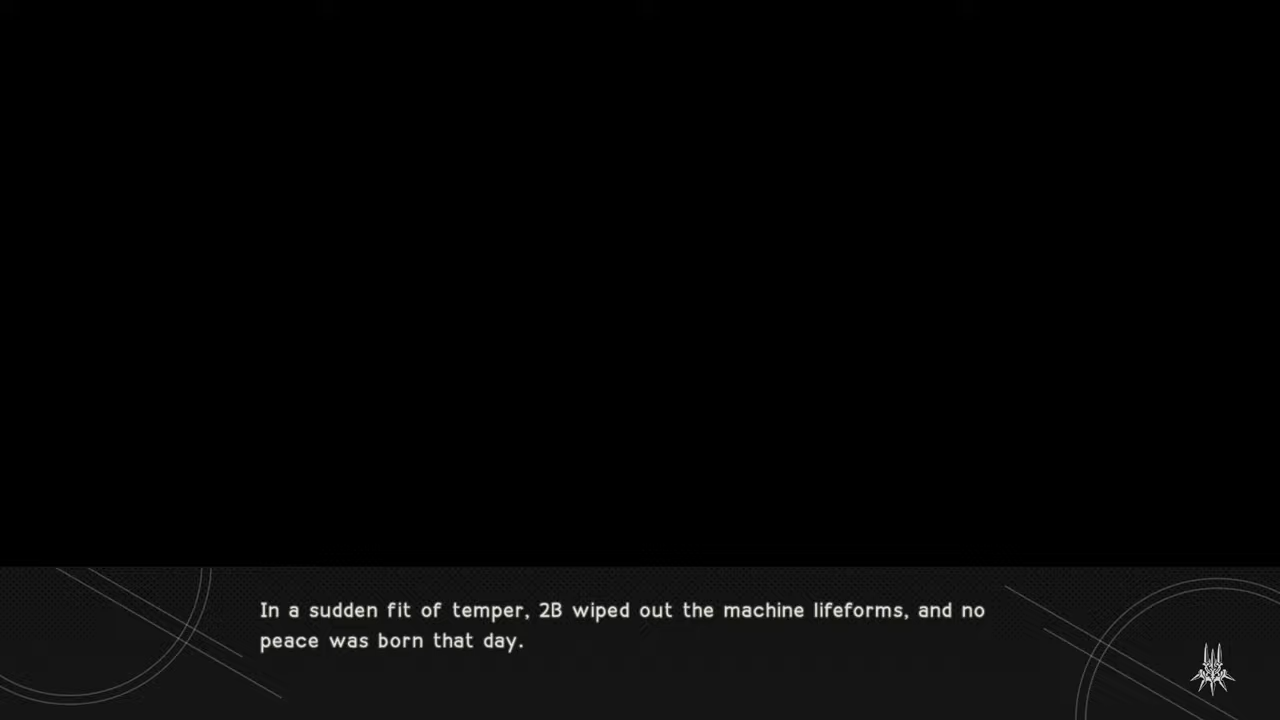 In a sudden fit of temper, 2B wiped out the machine lifeforms, and no
peace was born that day.